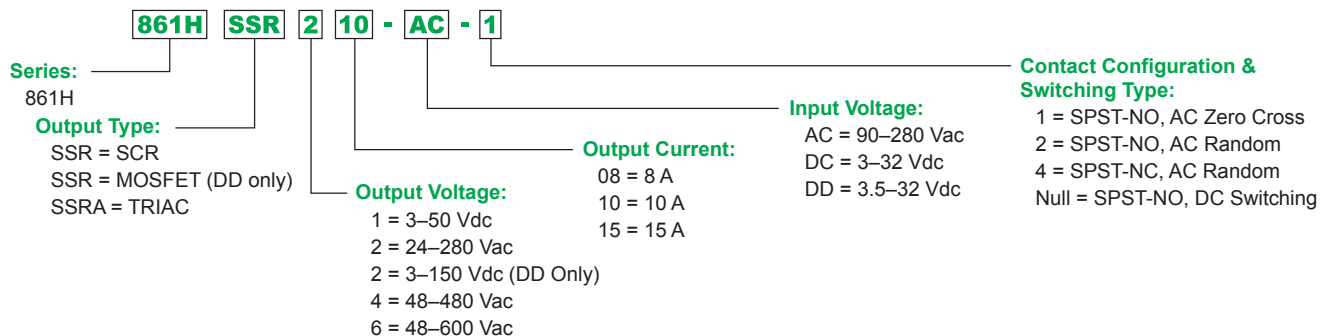 861H SSR 2 10 - AC - 1
Series:
861H
Output Type:
SSR = SCR
SSR = MOSFET (DD only)
SSRA = TRIAC
Output Voltage:
1 = 3–50 Vdc
2 = 24–280 Vac
2 = 3–150 Vdc (DD Only)
4 = 48–480 Vac
6 = 48–600 Vac
Output Current:
08 = 8 A
10 = 10 A
15 = 15 A
Input Voltage:
AC = 90–280 Vac
DC = 3–32 Vdc
DD = 3.5–32 Vdc
Contact Configuration &
Switching Type:
1 = SPST-NO, AC Zero Cross
2 = SPST-NO, AC Random
4 = SPST-NC, AC Random
Null = SPST-NO, DC Switching